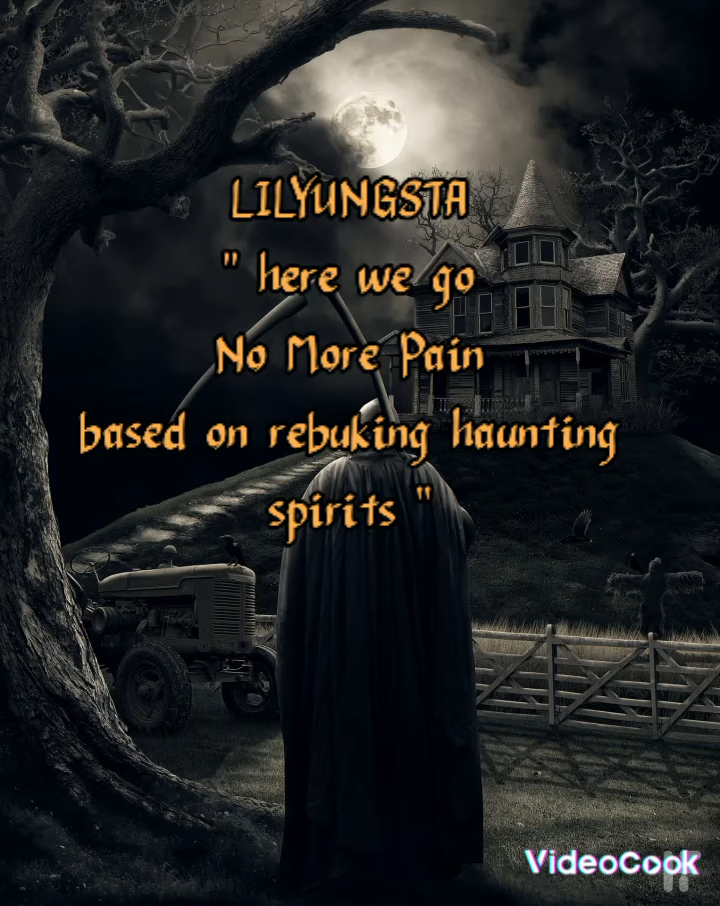 LILYUNGSTA
" here we go
No More Pain
based on rebuking haunting
spirits "
VideoCook